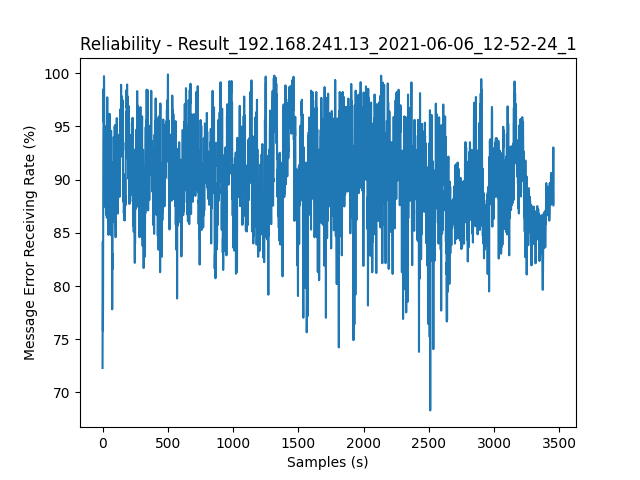 Reliability - Result_192.168.241.13_2021-06-06_12-52-24_1
100
95
90
85
80
75
70
Message Error Receiving Rate (%)
0 500 1000 1500 2000 2500 3000 3500
Samples (s)